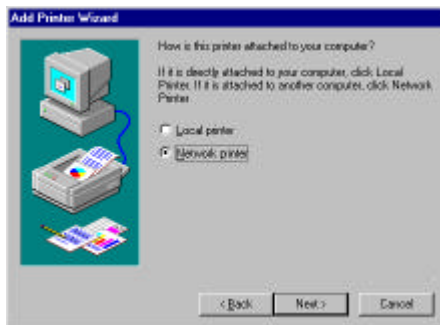 Add Printer Wizard
How is this printer attached to your computer?
If it is directly attached to your computer, click Local
Printer. If it is attached to another computer, click Network
Printer.
Local printer
Network printer
< Back
Next >
Cancel